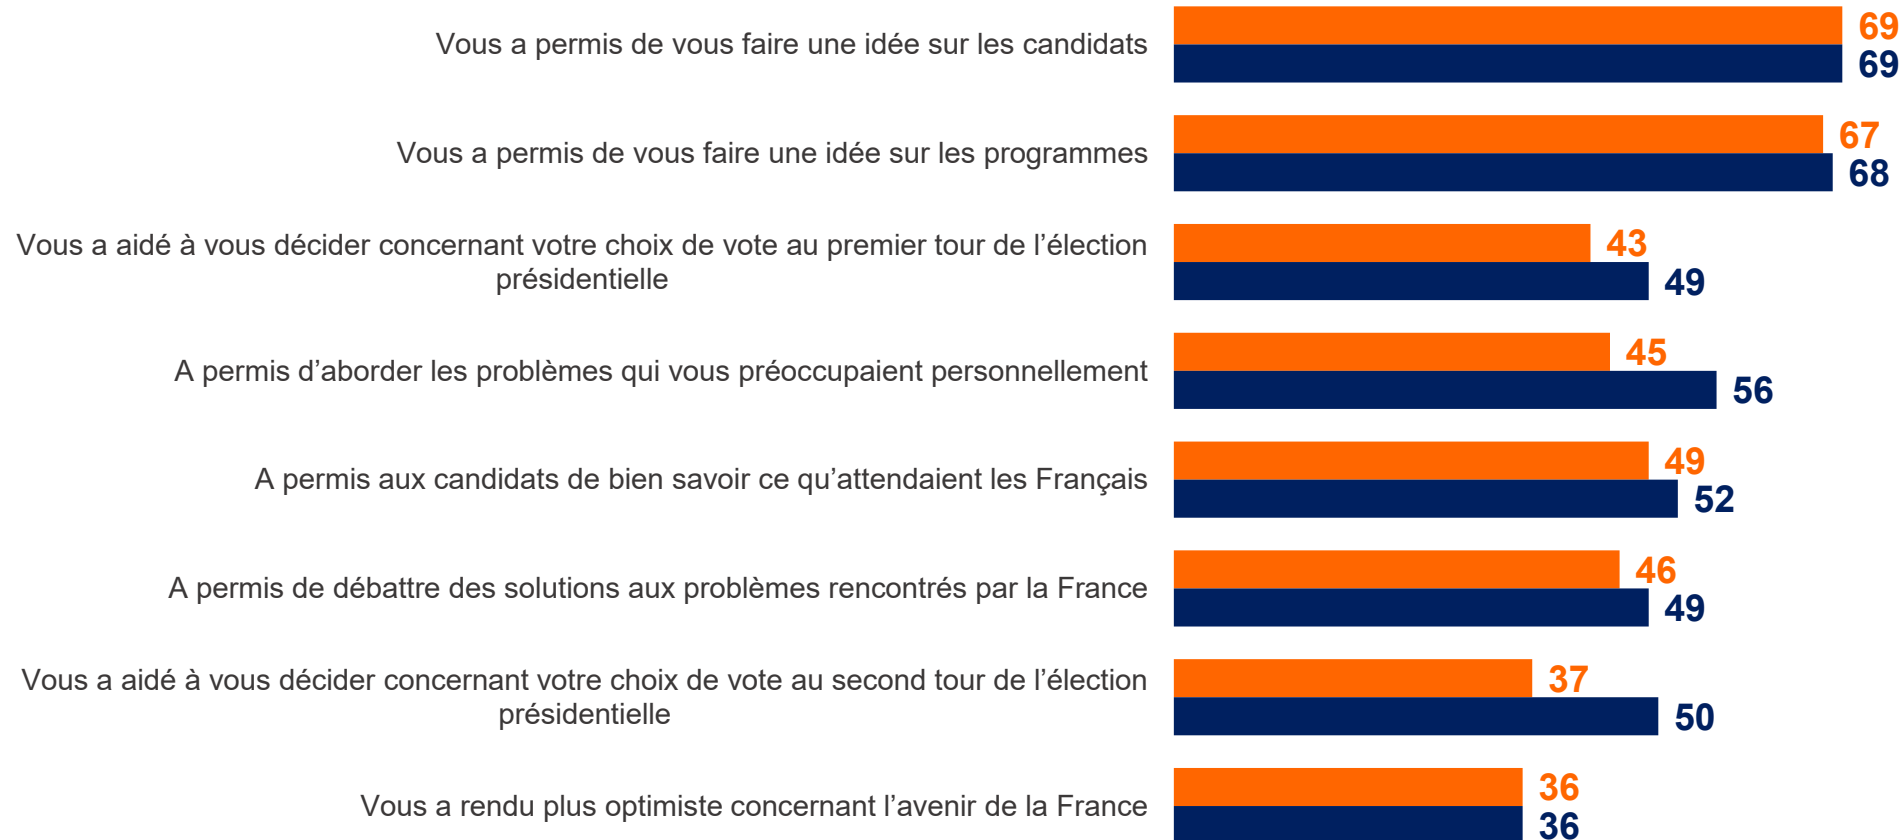 Vous a permis de vous faire une idée sur les candidats
69
69
Vous a permis de vous faire une idée sur les programmes
67
68
Vous a aidé à vous décider concernant votre choix de vote au premier tour de l’élection
présidentielle
43
49
A permis d’aborder les problèmes qui vous préoccupaient personnellement
45
56
A permis aux candidats de bien savoir ce qu’attendaient les Français
49
52
A permis de débattre des solutions aux problèmes rencontrés par la France
46
49
Vous a aidé à vous décider concernant votre choix de vote au second tour de l’élection
présidentielle
37
50
Vous a rendu plus optimiste concernant l’avenir de la France
36
36